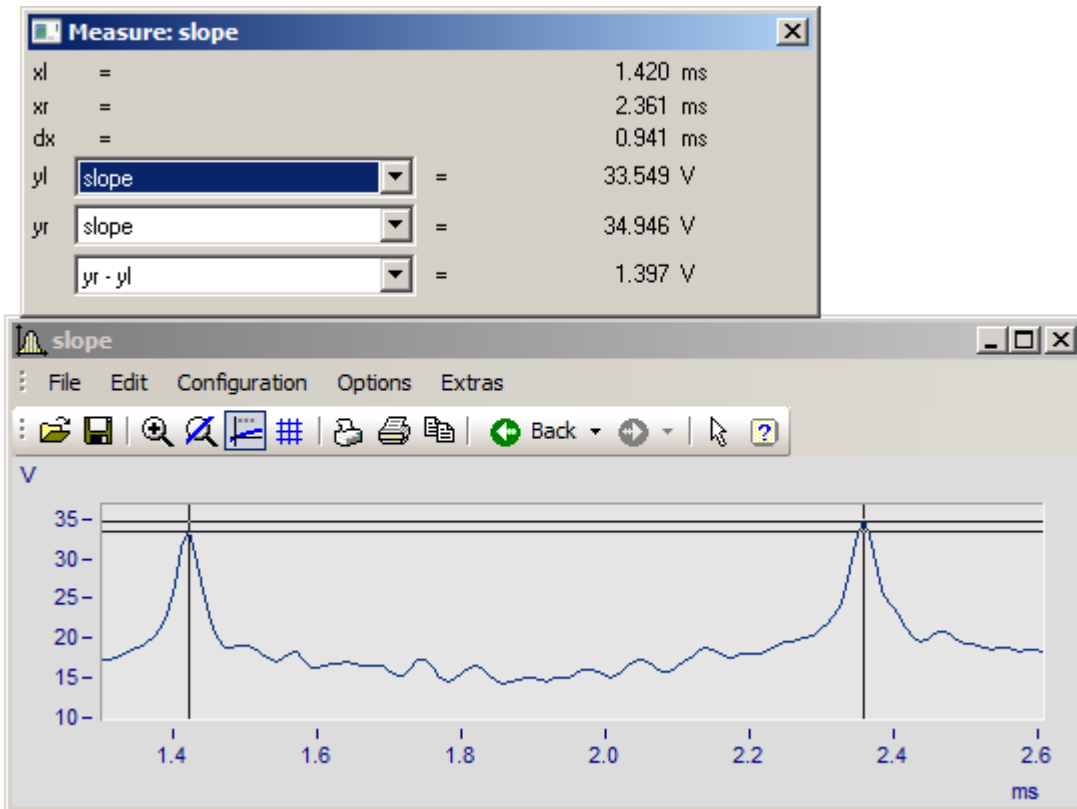 Measure: slope
xl = 1.420 ms
xr = 2.361 ms
dx = 0.941 ms
yl slope = 33.549 V
yr slope = 34.946 V
yr - yl = 1.397 V
slope
File Edit Configuration Options Extras
Back
V
35
30
25
20
15
10
1.4 1.6 1.8 2.0 2.2 2.4 2.6
ms